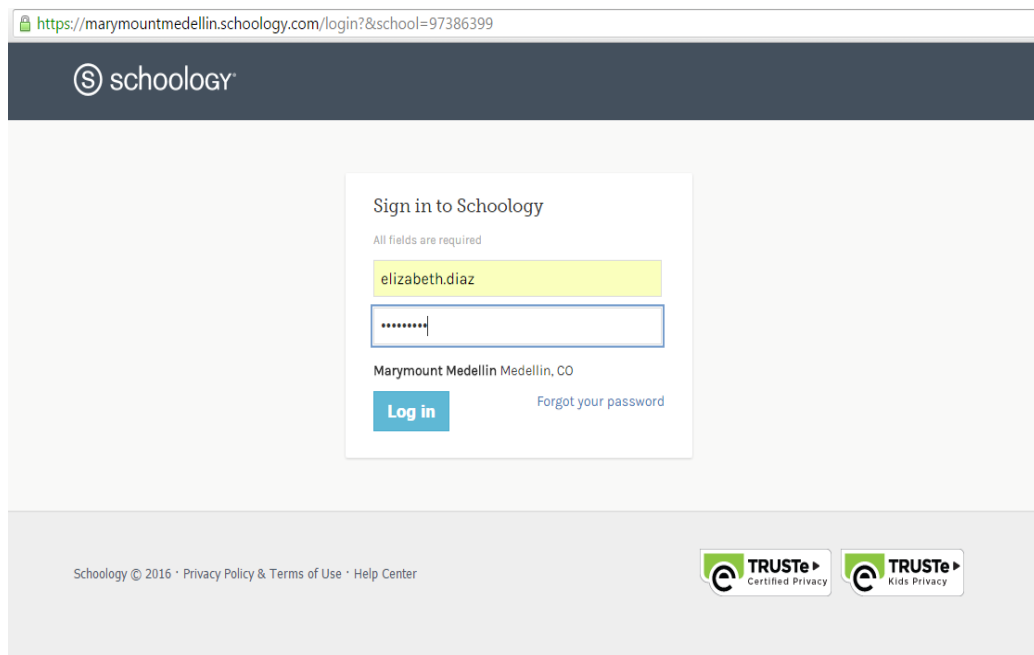 https://marymountmedellin.schoology.com/login?&school=97386399
S schoology
Sign in to Schoology
All fields are required
elizabeth.diaz
•••••••••
Marymount Medellin Medellin, CO
Log in
Forgot your password
Schoology © 2016 · Privacy Policy & Terms of Use · Help Center
e TRUSTe
Certified Privacy
e TRUSTe
Kids Privacy